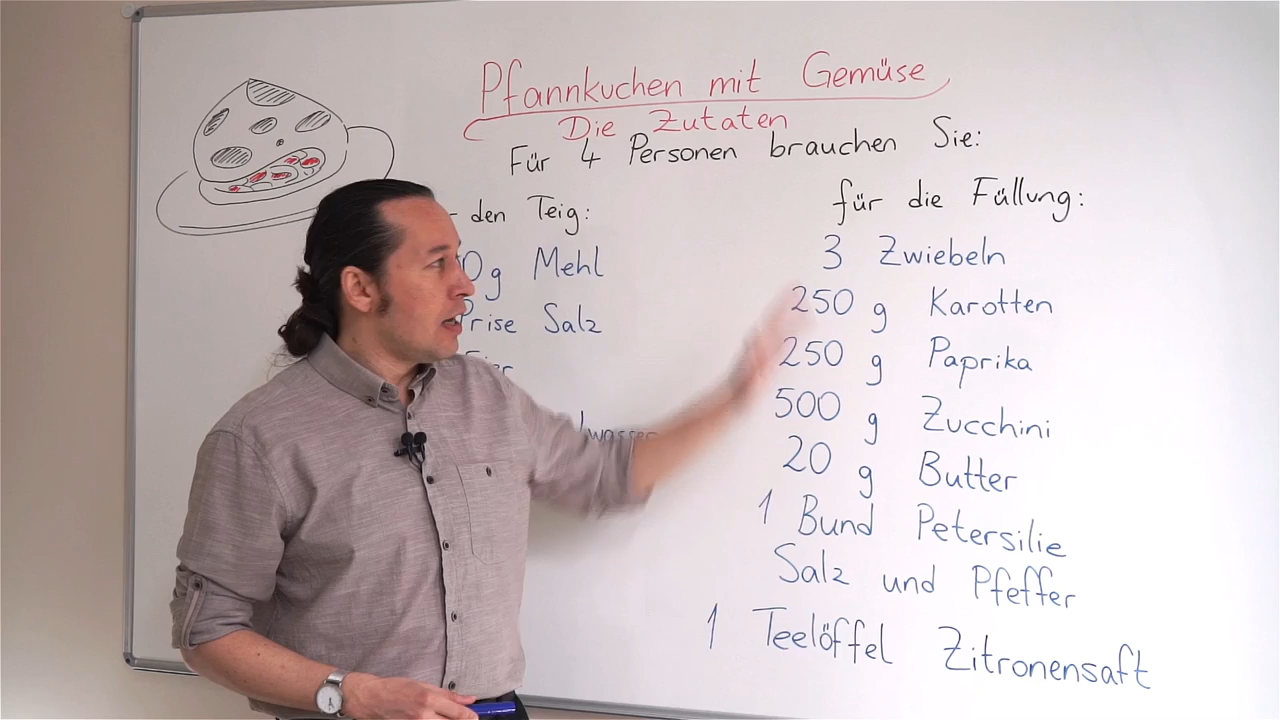 Pfannkuchen mit Gemüse
Die Zutaten
Für 4 Personen brauchen Sie:
den Teig:
g Mehl
Prise Salz
für die Füllung:
3 Zwiebeln
250 g Karotten
250 g Paprika
500 g Zucchini
20 g Butter
1 Bund Petersilie
Salz und Pfeffer
1 Teelöffel Zitronensaft